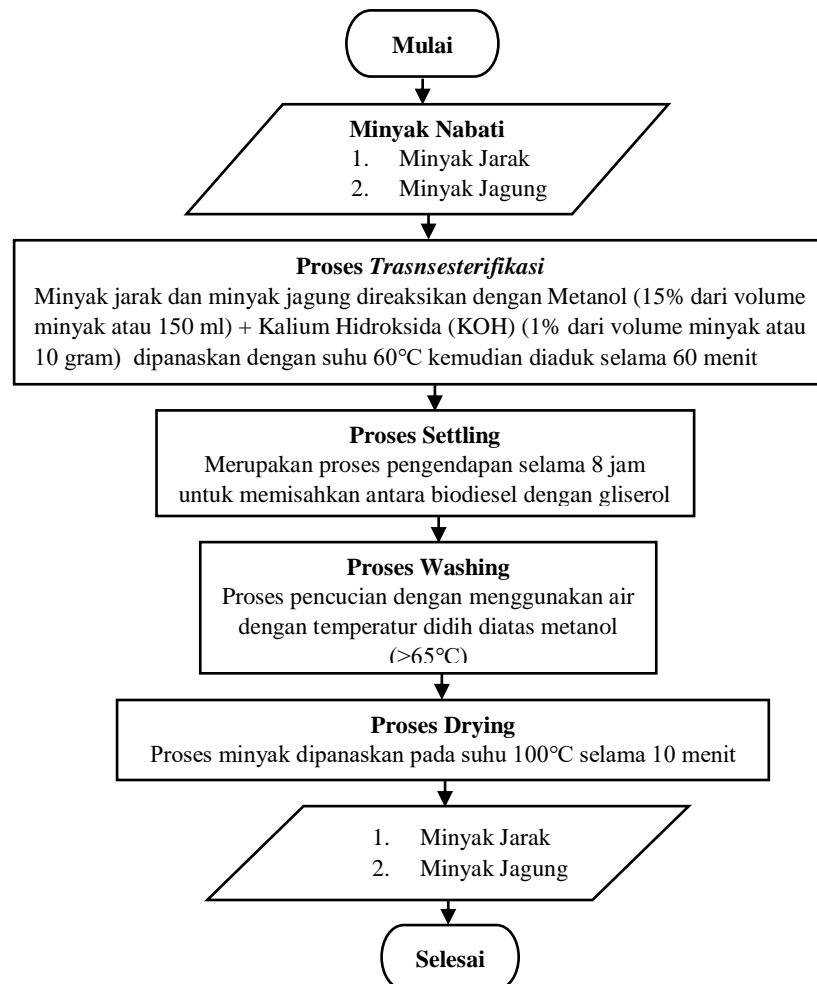 Mulai
Minyak Nabati
1. Minyak Jarak
2. Minyak Jagung
Proses Trasnsesterifikasi
Minyak jarak dan minyak jagung direaksikan dengan Metanol (15% dari volume
minyak atau 150 ml) + Kalium Hidroksida (KOH) (1% dari volume minyak atau
10 gram) dipanaskan dengan suhu 60°C kemudian diaduk selama 60 menit
Proses Settling
Merupakan proses pengendapan selama 8 jam
untuk memisahkan antara biodiesel dengan gliserol
Proses Washing
Proses pencucian dengan menggunakan air
dengan temperatur didih diatas metanol
(>65°C)
Proses Drying
Proses minyak dipanaskan pada suhu 100°C selama 10 menit
1. Minyak Jarak
2. Minyak Jagung
Selesai